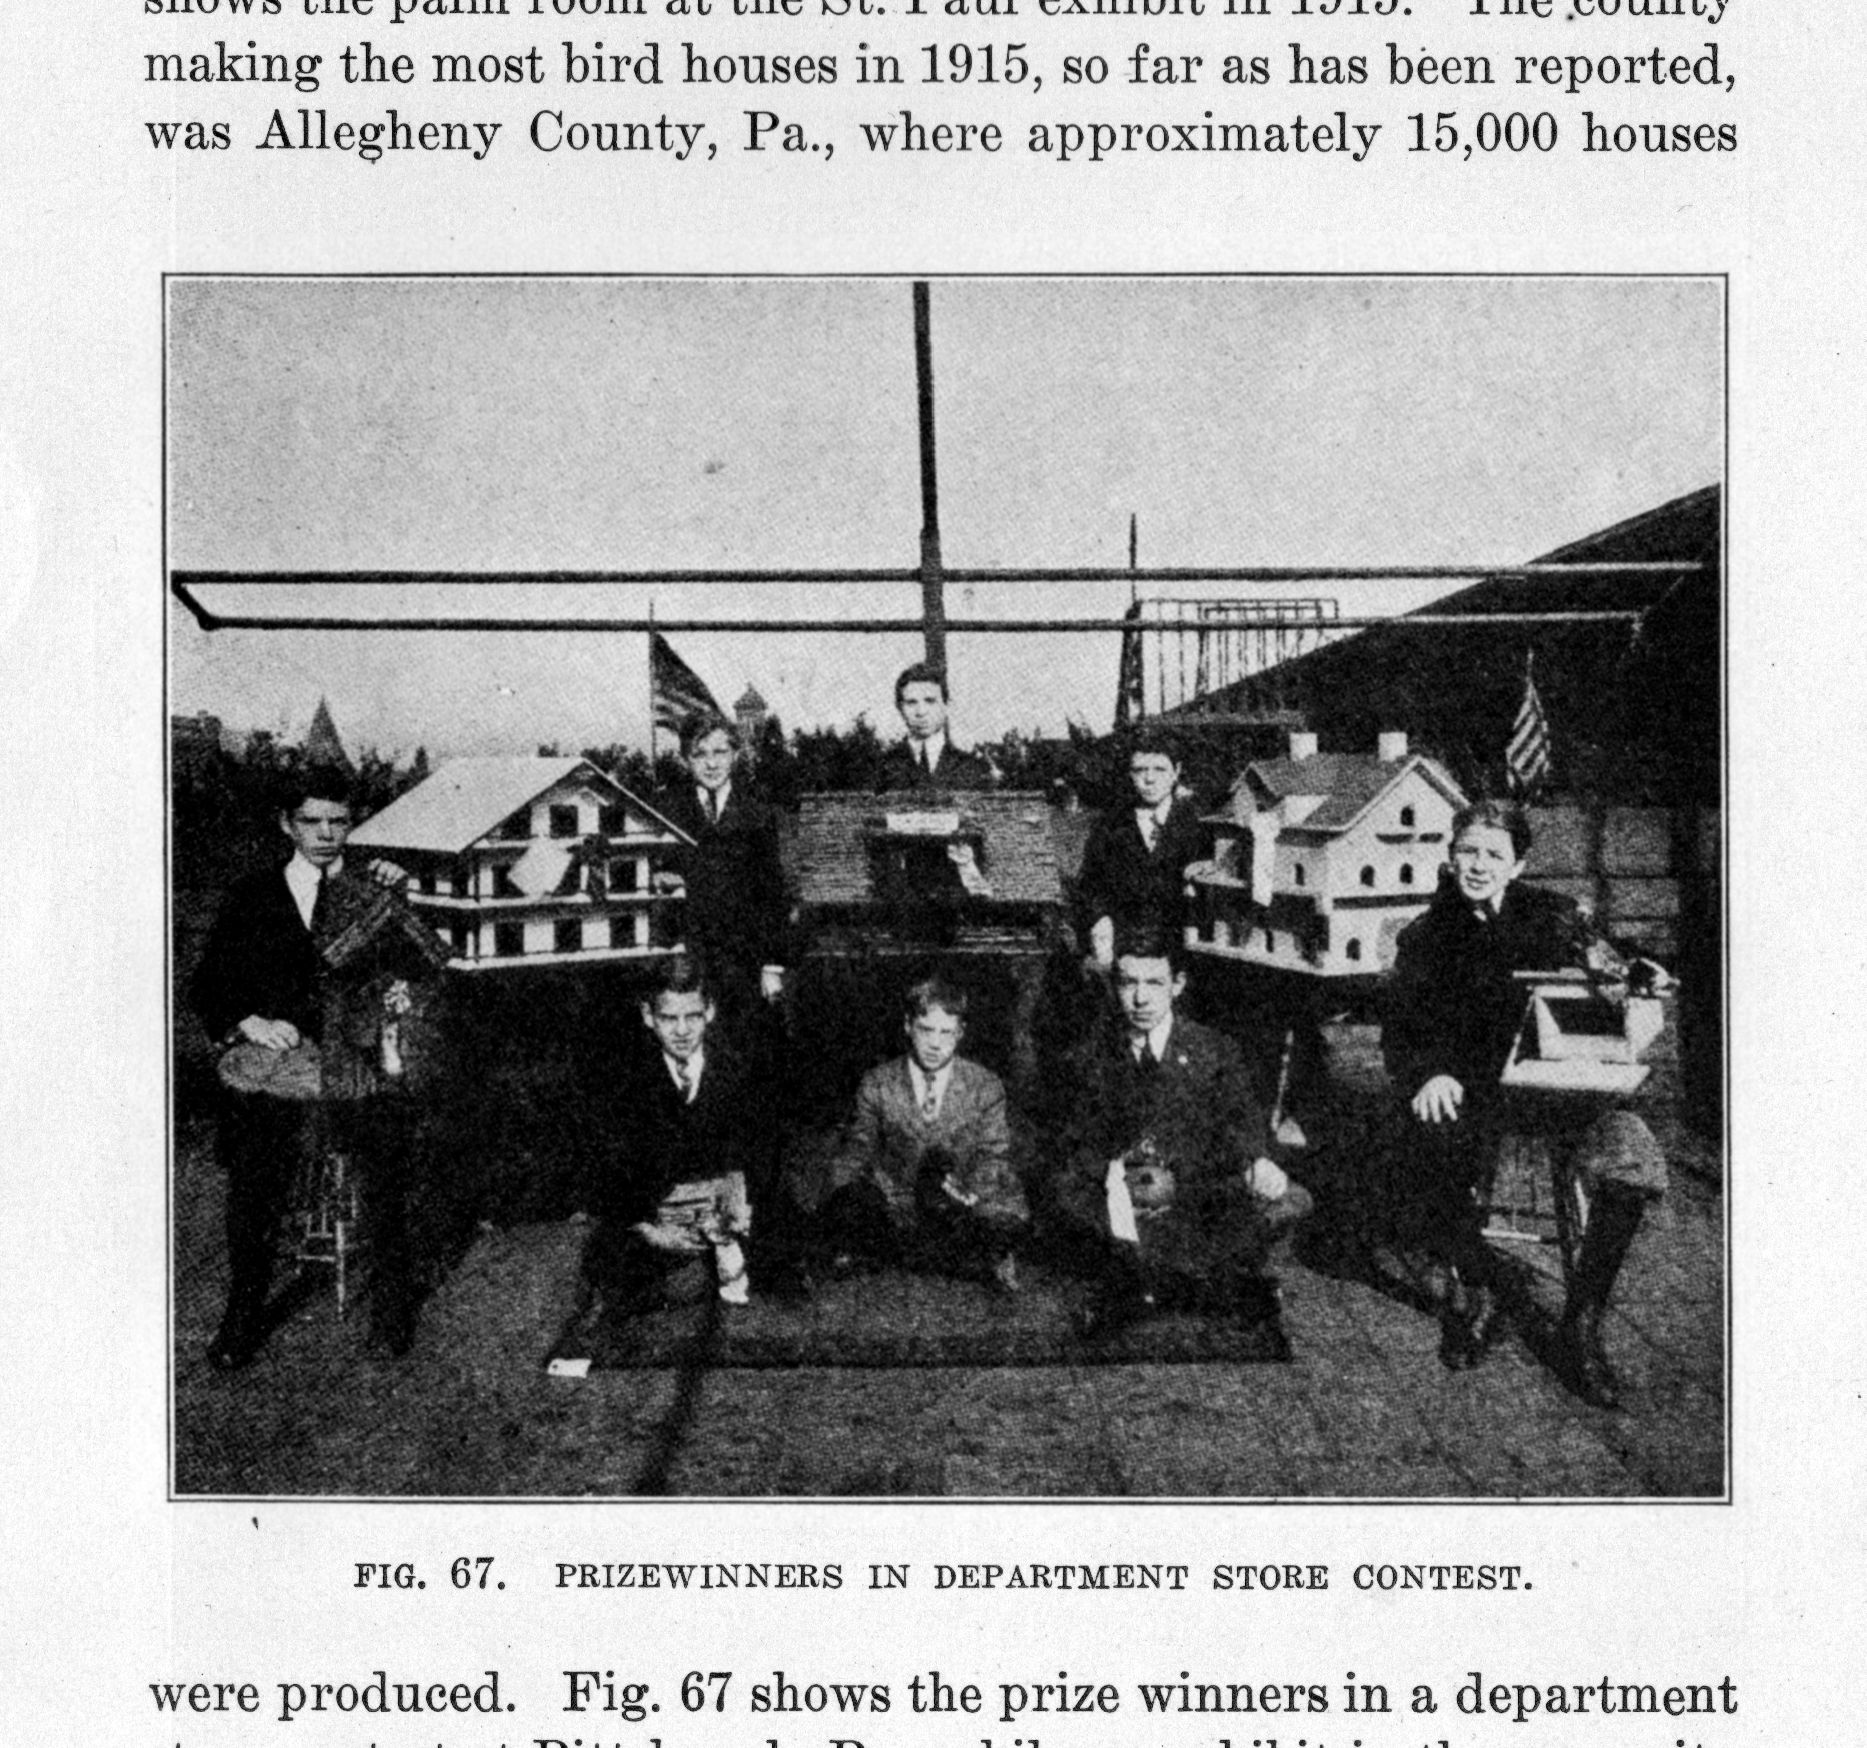 shows the palm room at the St. Paul exhibit in 1915. The county
making the most bird houses in 1915, so far as has been reported,
was Allegheny County, Pa., where approximately 15,000 houses
FIG. 67. PRIZEWINNERS IN DEPARTMENT STORE CONTEST.
were produced. Fig. 67 shows the prize winners in a department